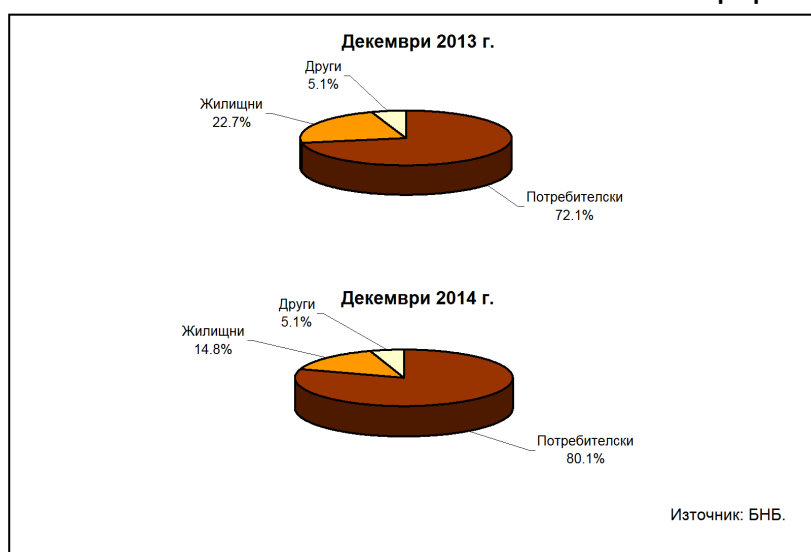 Декември 2013 г.
Други
5.1%
Жилищни
22.7%
Потребителски
72.1%
Декември 2014 г.
Други
5.1%
Жилищни
14.8%
Потребителски
80.1%
Източник: БНБ.